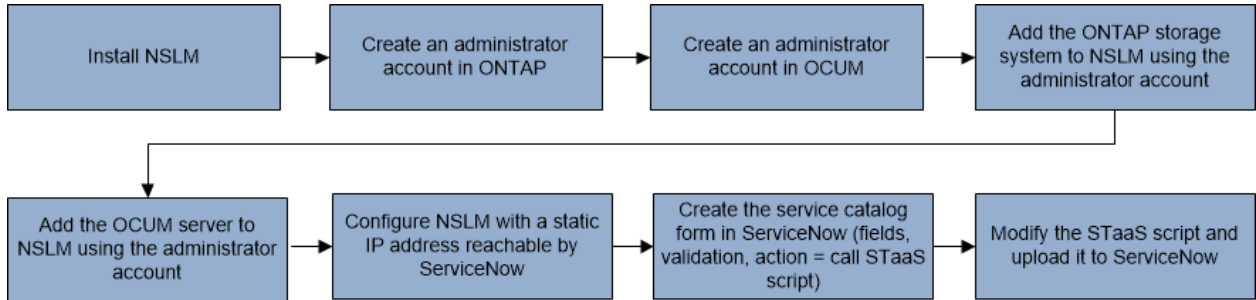 Install NSLM
Create an administrator
account in ONTAP
Create an administrator
account in OCUM
Add the ONTAP storage
system to NSLM using the
administrator account
Add the OCUM server to
NSLM using the administrator
account
Configure NSLM with a static
IP address reachable by
ServiceNow
Create the service catalog
form in ServiceNow (fields,
validation, action = call STaaS
script)
Modify the STaaS script and
upload it to ServiceNow